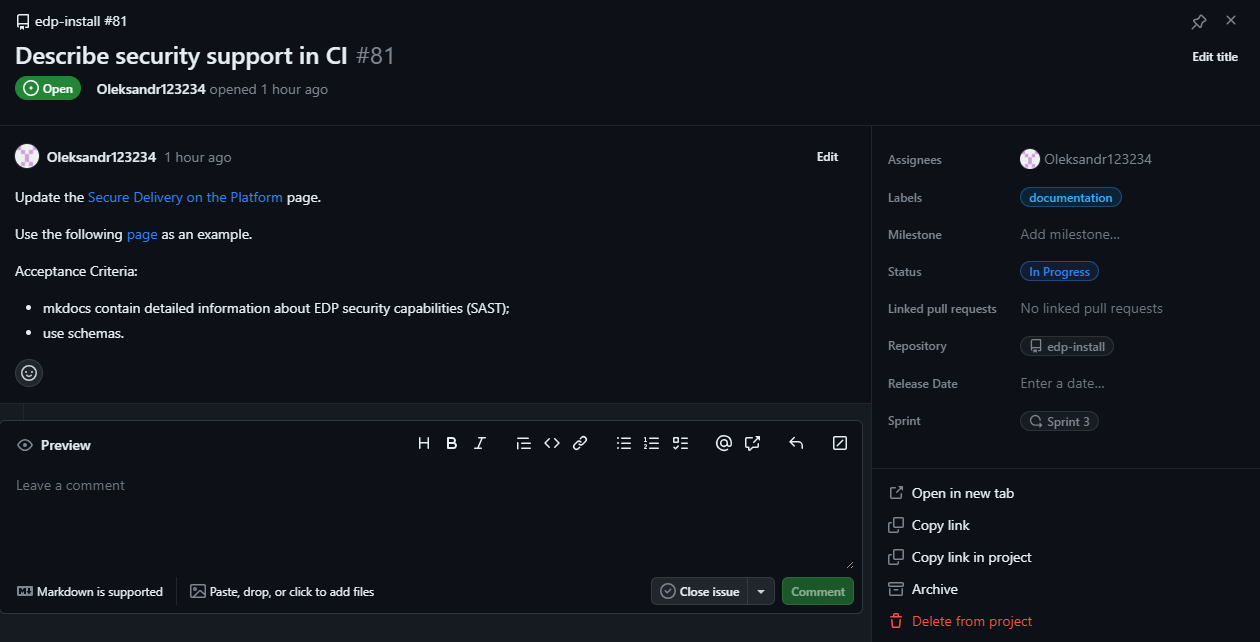 edp-install #81
Describe security support in CI #81
Edit title
Open
Oleksandr123234 opened 1 hour ago
Oleksandr123234 1 hour ago
Edit
Update the Secure Delivery on the Platform page.
Use the following page as an example.
Acceptance Criteria:
mkdocs contain detailed information about EDP security capabilities (SAST);
use schemas.
Preview
Leave a comment
Markdown is supported
Paste, drop, or click to add files
Close issue
Comment
Assignees
Oleksandr123234
Labels
documentation
Milestone
Add milestone...
Status
In Progress
Linked pull requests
No linked pull requests
Repository
edp-install
Release Date
Enter a date...
Sprint
Sprint 3
Open in new tab
Copy link
Copy link in project
Archive
Delete from project